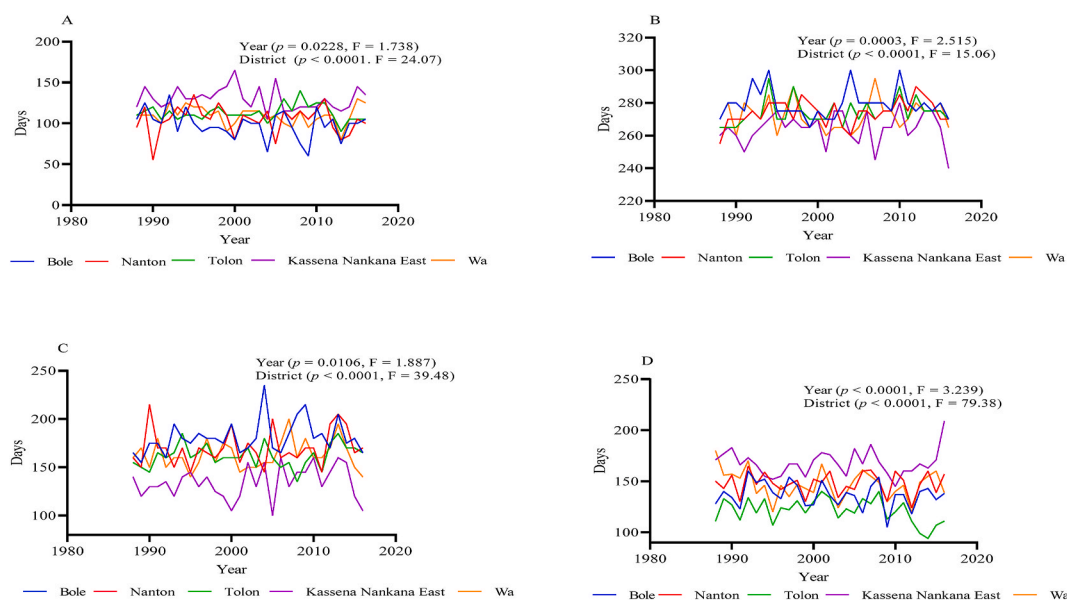 A
Year (p = 0.0228, F = 1.738)
District (p < 0.0001. F = 24.07)
200
150
100
50
0
Days
1980 1990 2000 2010 2020
Year
Bole Nanton Tolon Kassena Nankana East Wa
B
Year (p = 0.0003, F = 2.515)
District (p < 0.0001, F = 15.06)
320
300
280
260
240
220
Days
1980 1990 2000 2010 2020
Year
Bole Nanton Tolon Kassena Nankana East Wa
C
Year (p = 0.0106, F = 1.887)
District (p < 0.0001, F = 39.48)
250
200
150
100
Days
1980 1990 2000 2010 2020
Year
Bole Nanton Tolon Kassena Nankana East Wa
D
Year (p < 0.0001, F = 3.239)
District (p < 0.0001, F = 79.38)
250
200
150
100
Days
1980 1990 2000 2010 2020
Year
Bole Nanton Tolon Kassena Nankana East Wa